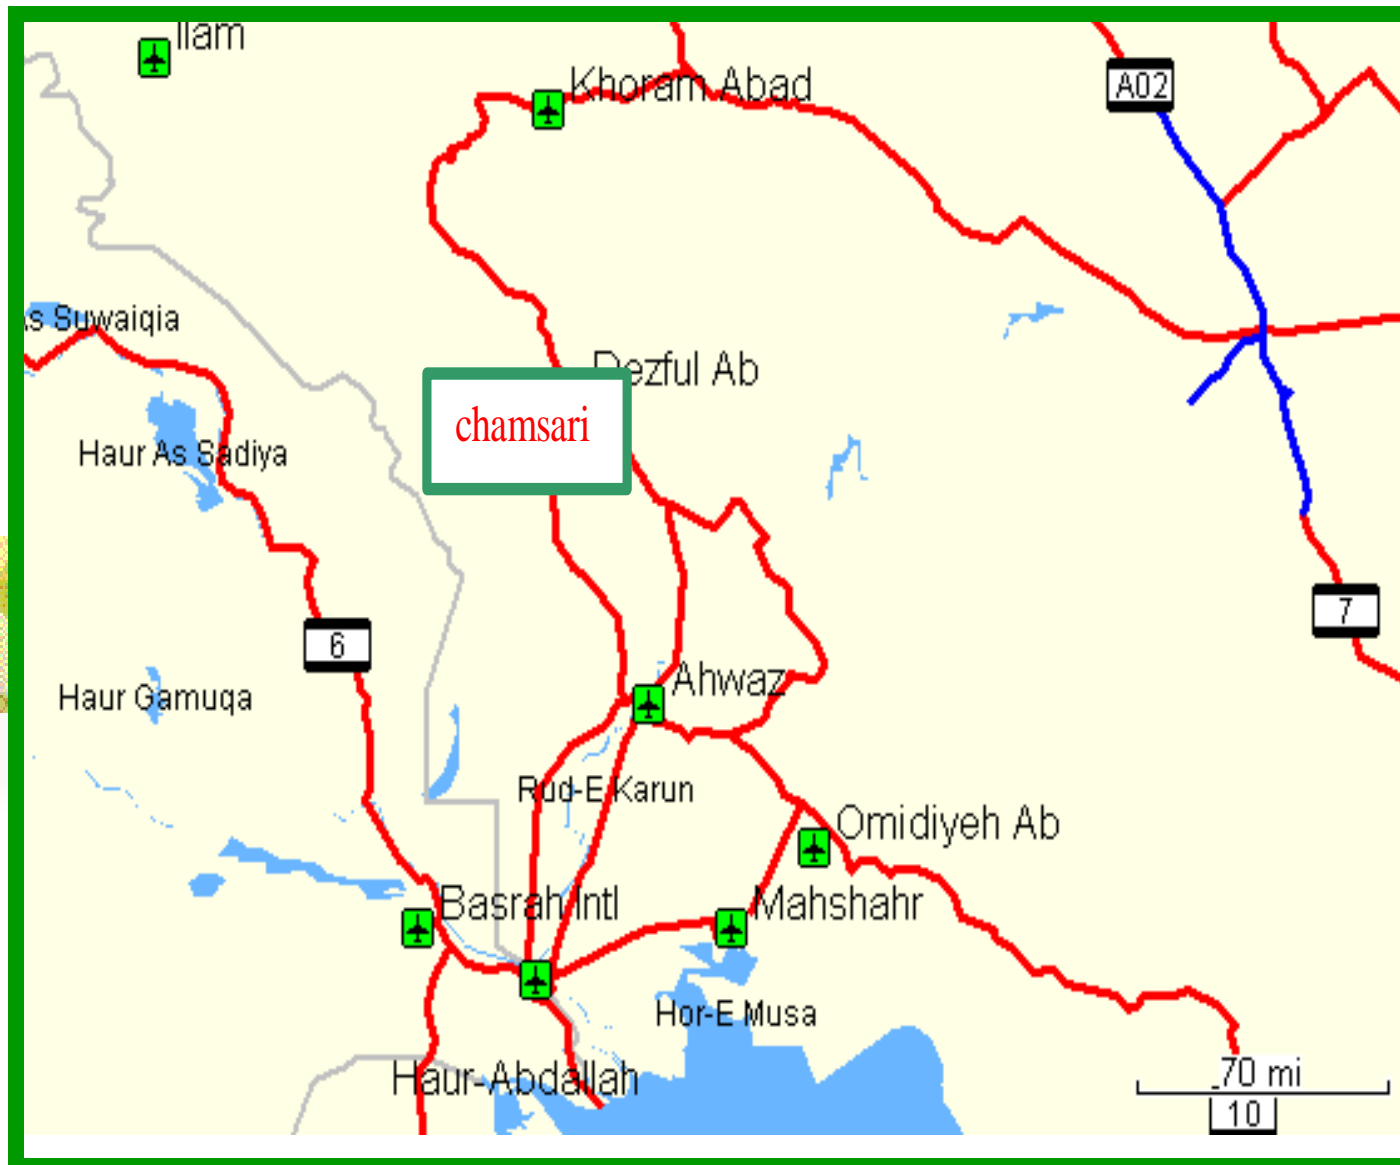 Ilam
Khoram Abad
A02
As Suwaiqia
Dezful Ab
chamsari
Haur As Sadiya
7
6
Ahwaz
Haur Gamuqa
Rud-E Karun
Omidiyeh Ab
Basrah Intl
Mahshahr
Hor-E Musa
Haur-Abdallah
70 mi
10